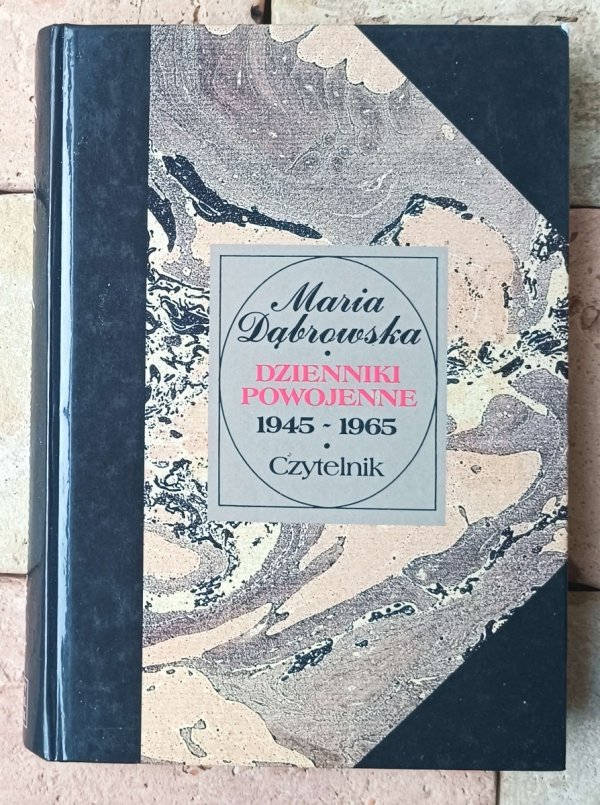 Maria
Dąbrowska
•
DZIENNIKI
POWOJENNE
1945 - 1965
•
Czytelnik